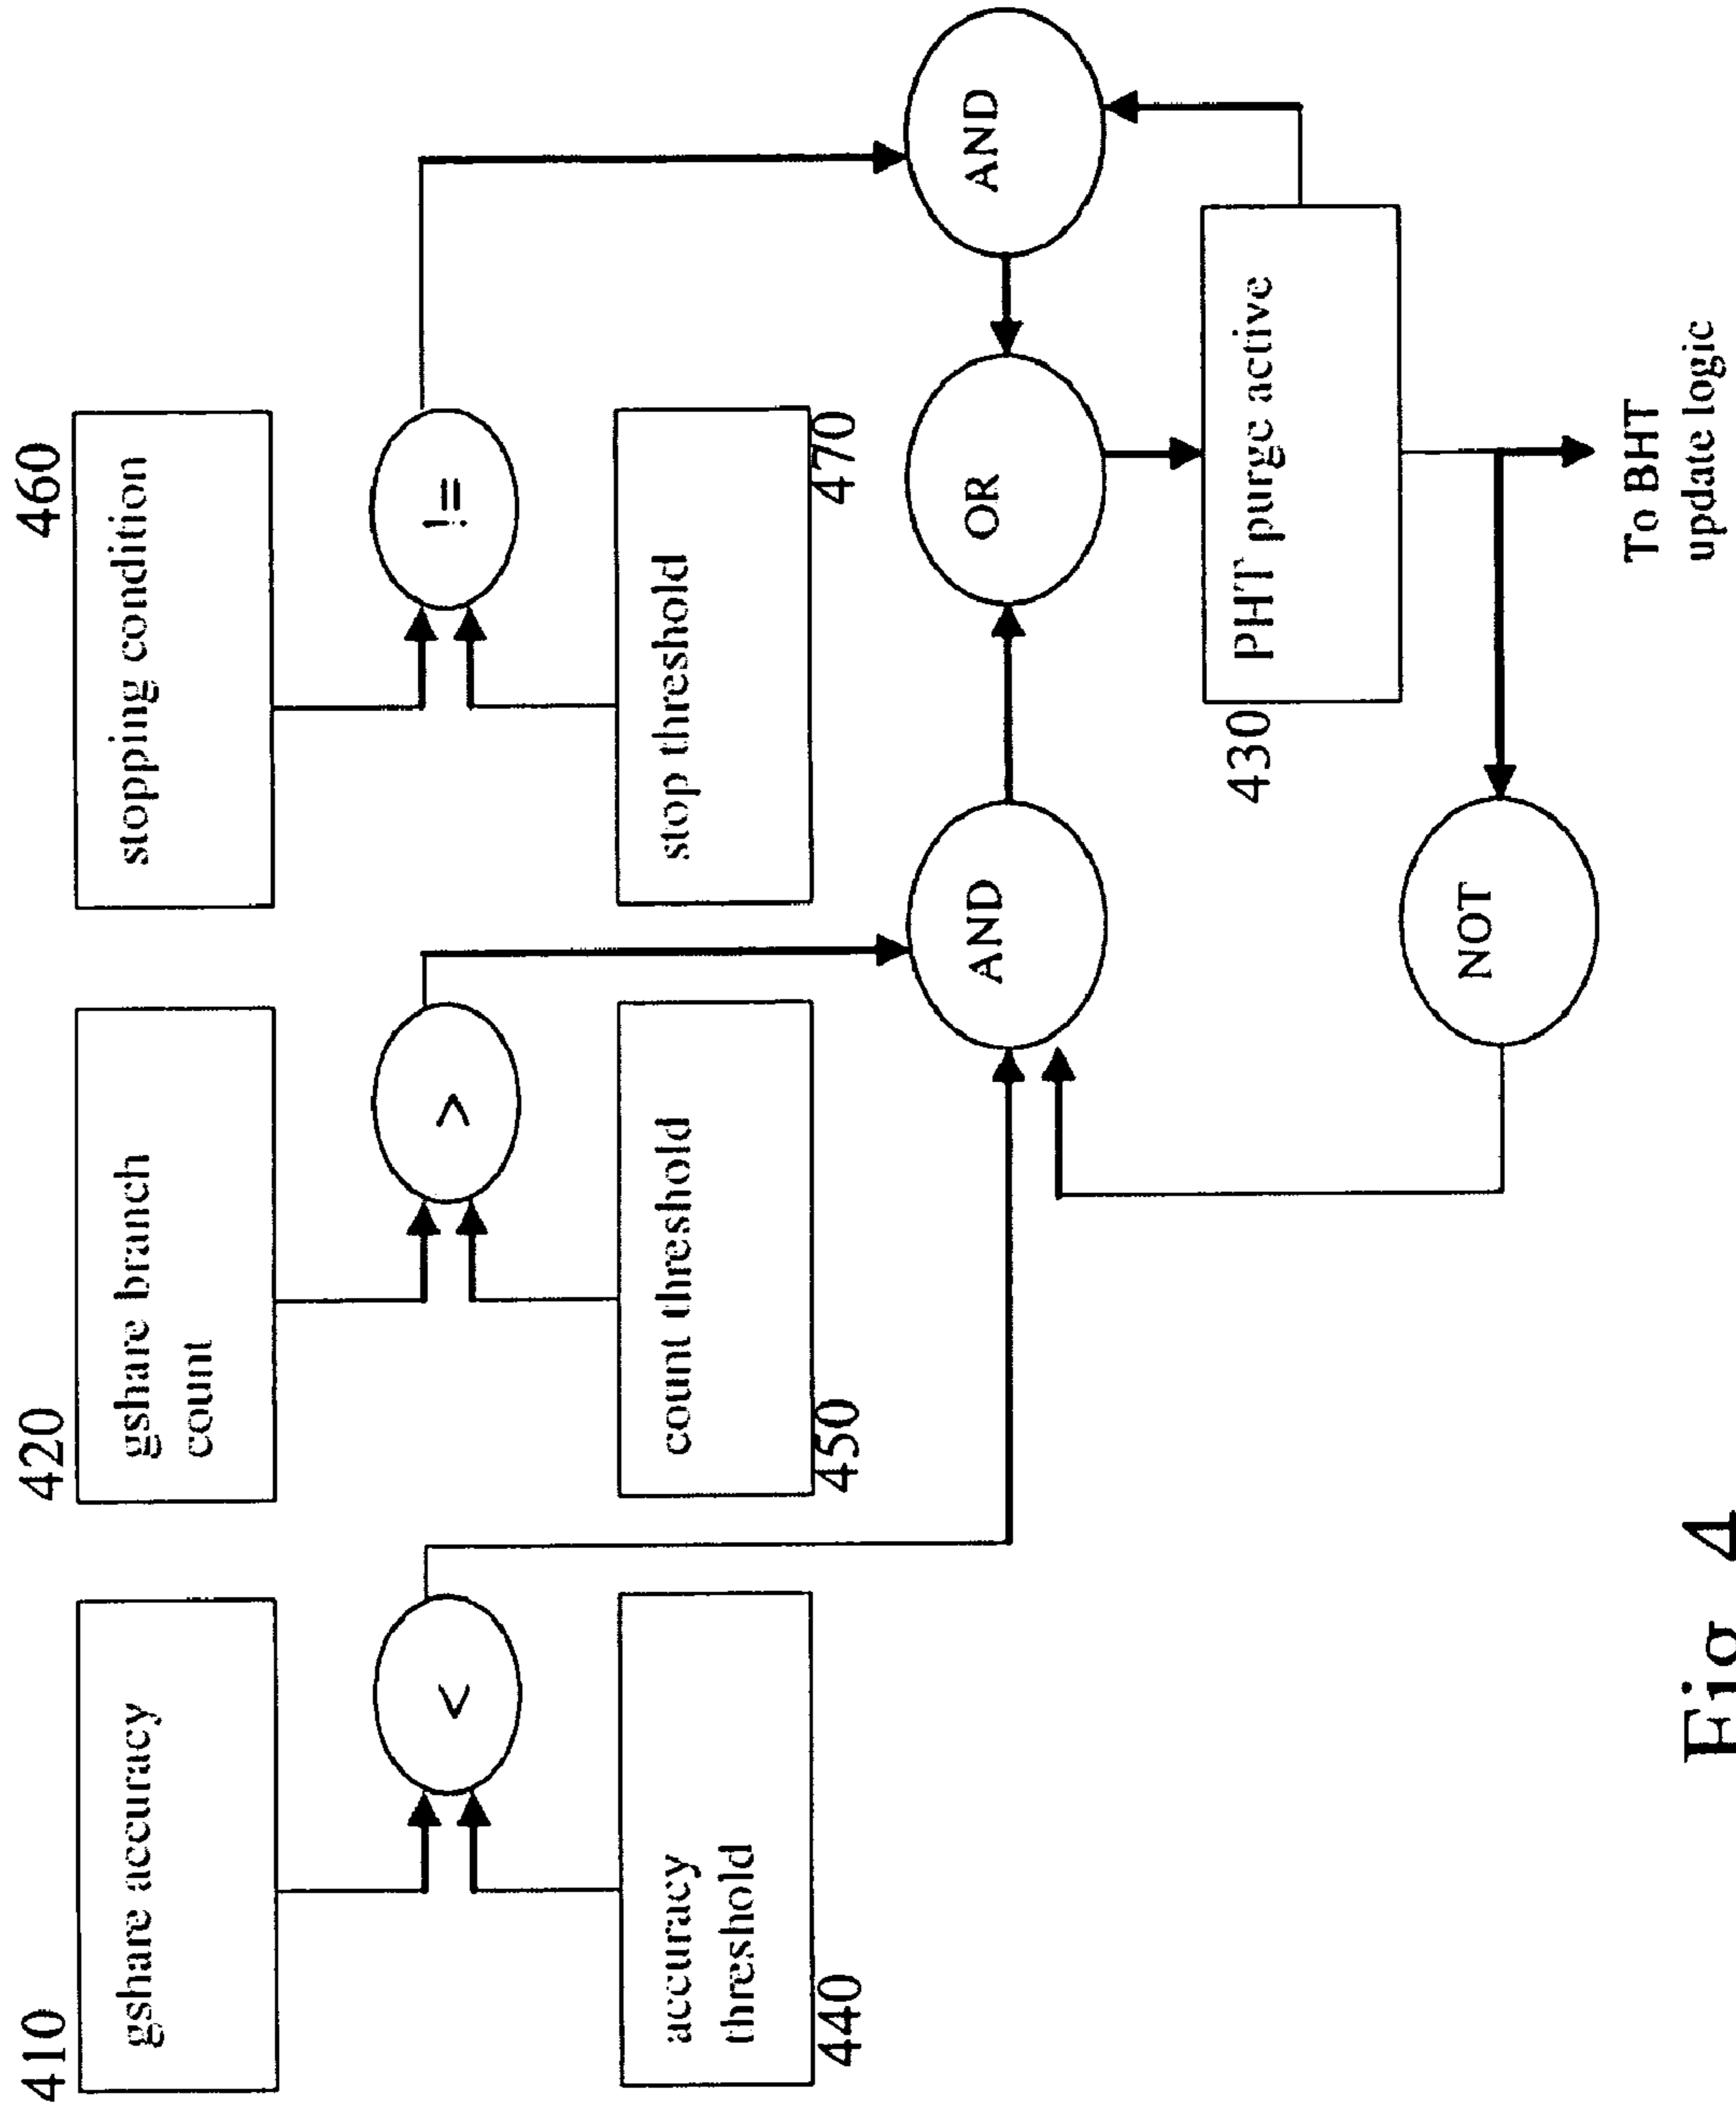 410
gshare accuracy
420
gshare branch
count
460
stopping condition
<
>
!=
accuracy
threshold
440
count threshold
450
stop threshold
470
AND
OR
AND
430
PHT purge active
NOT
To BHT
update logic
Fig 4